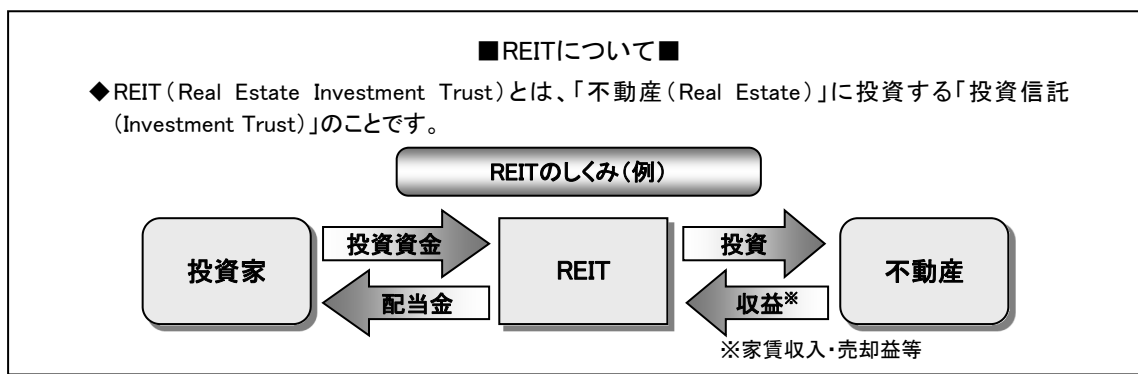 ■REITについて■
◆REIT(Real Estate Investment Trust)とは、「不動産(Real Estate)」に投資する「投資信託
(Investment Trust)」のことです。
REITのしくみ(例)
投資家
投資資金
配当金
REIT
投資
収益※
不動産
※家賃収入・売却益等